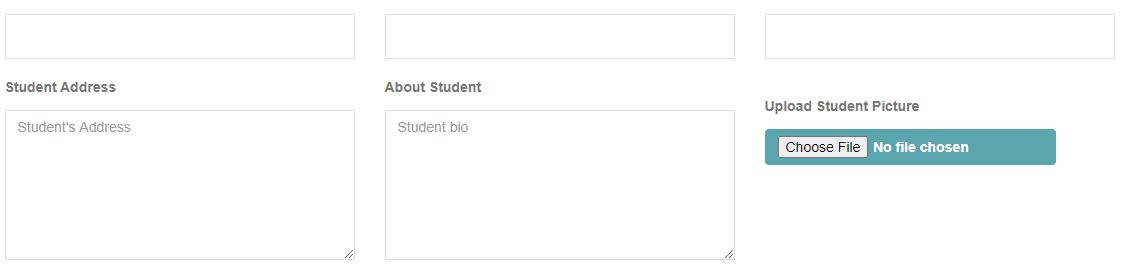 Student Address
About Student
Upload Student Picture
Student's Address
Student bio
Choose File No file chosen